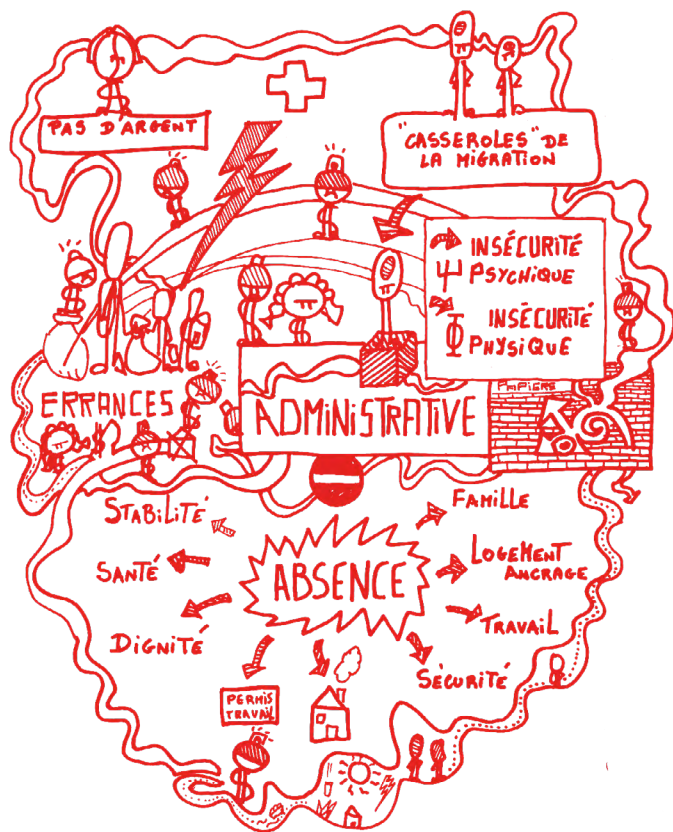 PAS D'ARGENT
"CASSEROLES" DE
LA MIGRATION
INSÉCURITÉ
Ψ PSYCHIQUE
INSÉCURITÉ
Φ PHYSIQUE
ERRANCES
ADMINISTRATIVE
PAPIERS
STABILITÉ
FAMILLE
SANTÉ
ABSENCE
LOGEMENT
ANCRAGE
DIGNITÉ
TRAVAIL
SÉCURITÉ
PERMIS
TRAVAIL